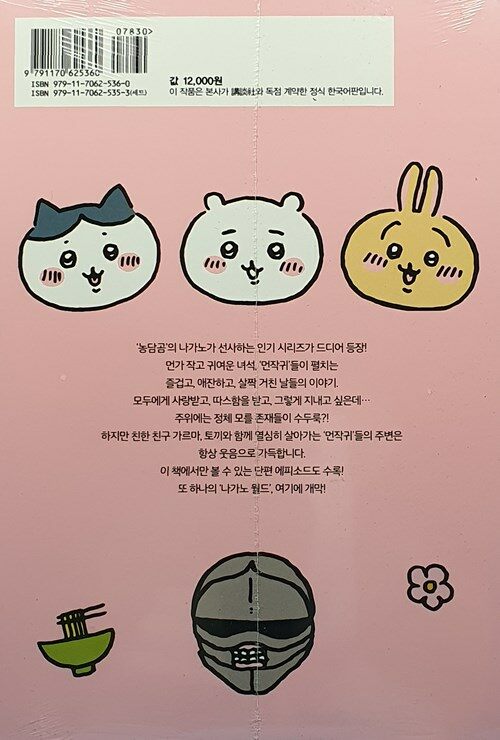 07830>
9 791170 625360
ISBN 979-11-7062-536-0
ISBN 979-11-7062-535-3(세트)
값 12,000원
이 작품은 본사가 講談社와 독점 계약한 정식 한국어판입니다.
'농담곰'의 나가노가 선사하는 인기 시리즈가 드디어 등장!
먼가 작고 귀여운 녀석, '먼작귀'들이 펼치는
즐겁고, 애잔하고, 살짝 거친 날들의 이야기.
모두에게 사랑받고, 따스함을 받고, 그렇게 지내고 싶은데…
주위에는 정체 모를 존재들이 수두룩?!
하지만 친한 친구 가르마, 토끼와 함께 열심히 살아가는 '먼작귀'들의 주변은
항상 웃음으로 가득합니다.
이 책에서만 볼 수 있는 단편 에피소드도 수록!
또 하나의 '나가노 월드', 여기에 개막!